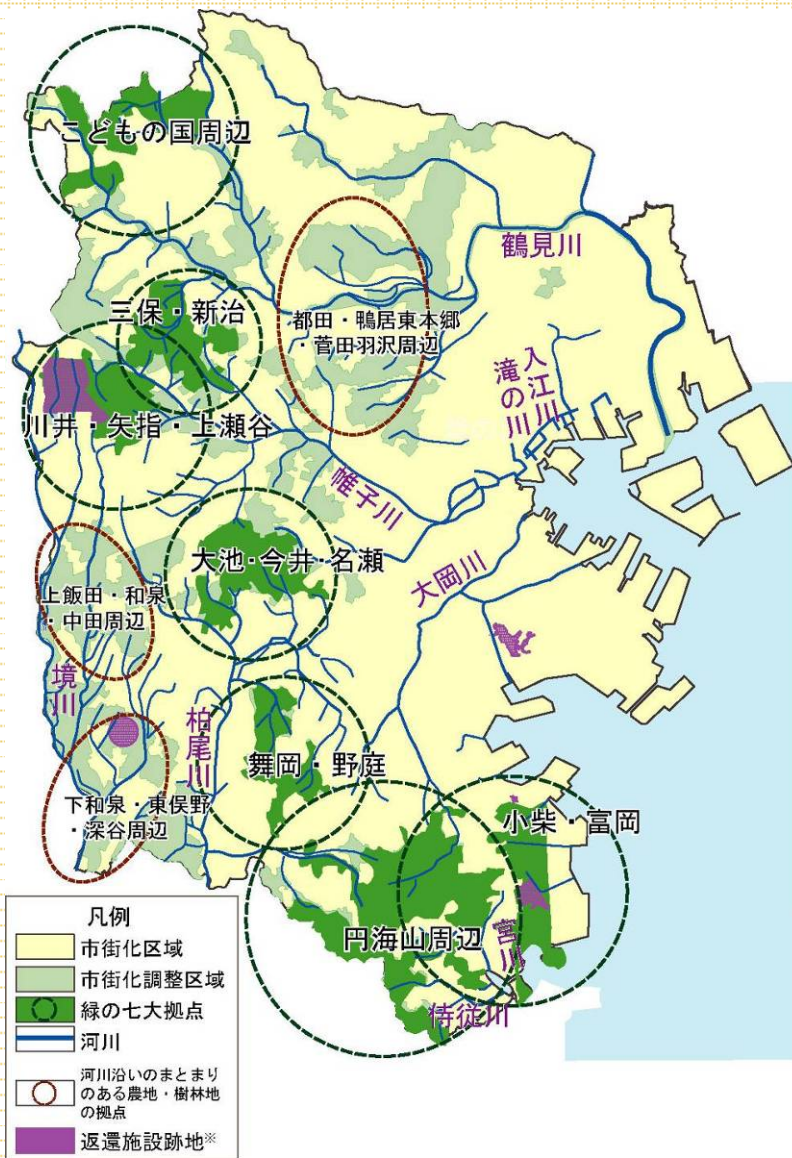 こどもの国周辺
鶴見川
三保・新治
都田・鴨居東本郷
・菅田羽沢周辺
入江川
滝の川
川井・矢指・上瀬谷
帷子川
大池・今井・名瀬
大岡川
上飯田・和泉
・中田周辺
境川
柏尾川
舞岡・野庭
下和泉・東俣野
・深谷周辺
小柴・富岡
円海山周辺
宮川
侍従川
凡例
市街化区域
市街化調整区域
緑の七大拠点
河川
河川沿いのまとまり
のある農地・樹林地
の拠点
返還施設跡地※